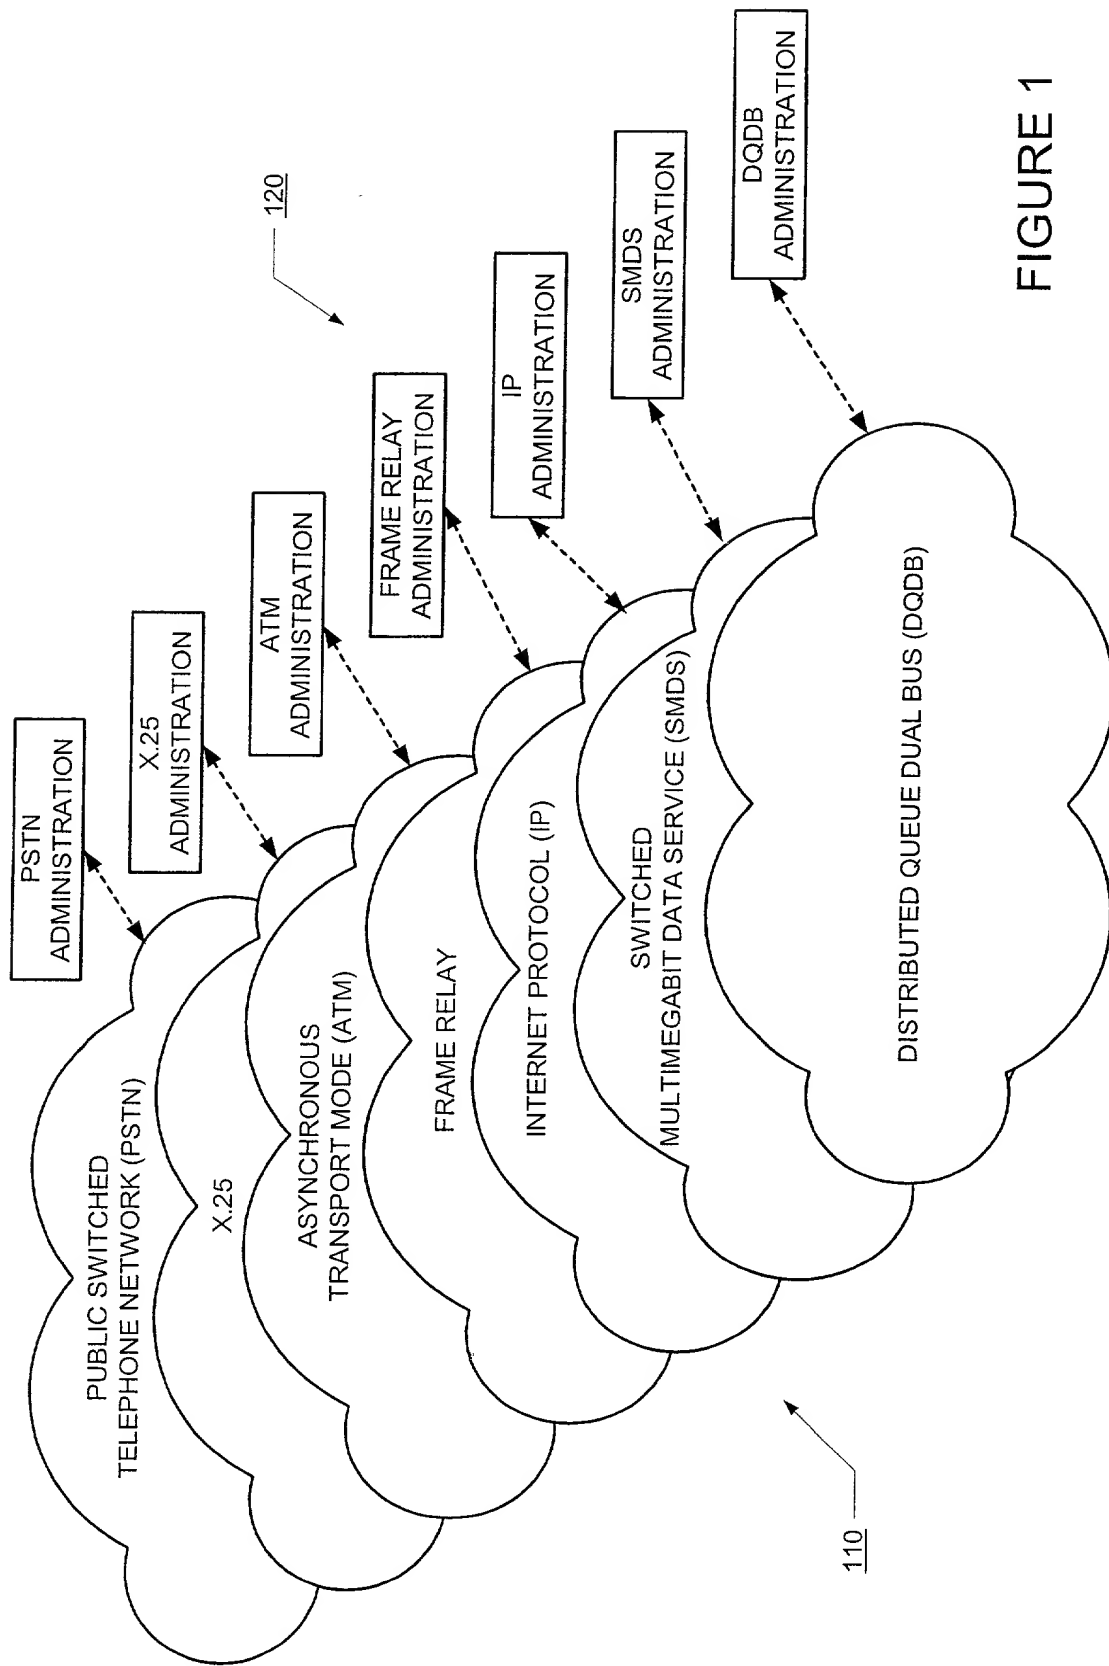 PUBLIC SWITCHED
TELEPHONE NETWORK (PSTN)
X.25
ASYNCHRONOUS
TRANSPORT MODE (ATM)
FRAME RELAY
INTERNET PROTOCOL (IP)
SWITCHED
MULTIMEGABIT DATA SERVICE (SMDS)
DISTRIBUTED QUEUE DUAL BUS (DQDB)
110
PSTN
ADMINISTRATION
X.25
ADMINISTRATION
ATM
ADMINISTRATION
FRAME RELAY
ADMINISTRATION
IP
ADMINISTRATION
SMDS
ADMINISTRATION
DQDB
ADMINISTRATION
120
FIGURE 1